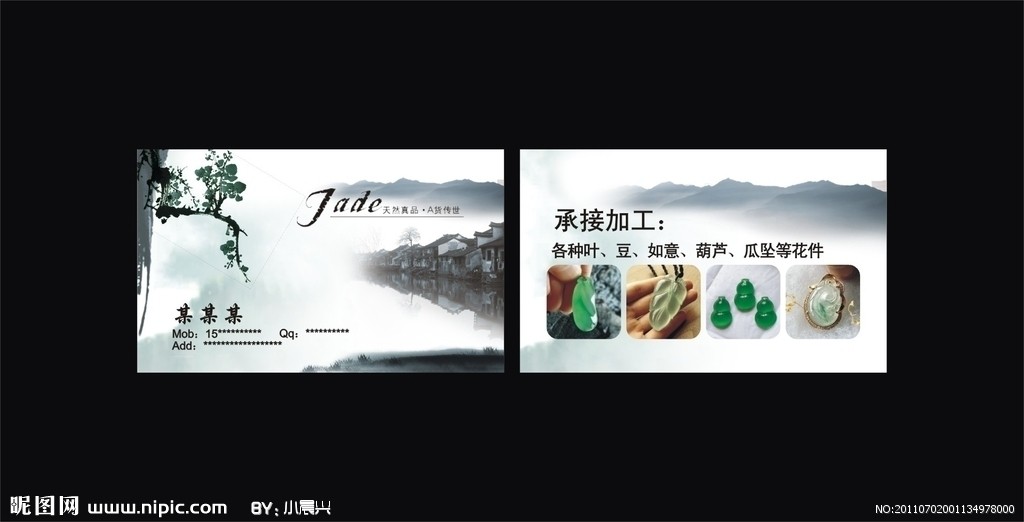 Jade 天然真品·A货传世
某某某
Mob：15********** Qq：**********
Add：******************
承接加工：
各种叶、豆、如意、葫芦、瓜坠等花件
昵图网 www.nipic.com BY：小晨兴
NO:20110702001134978000